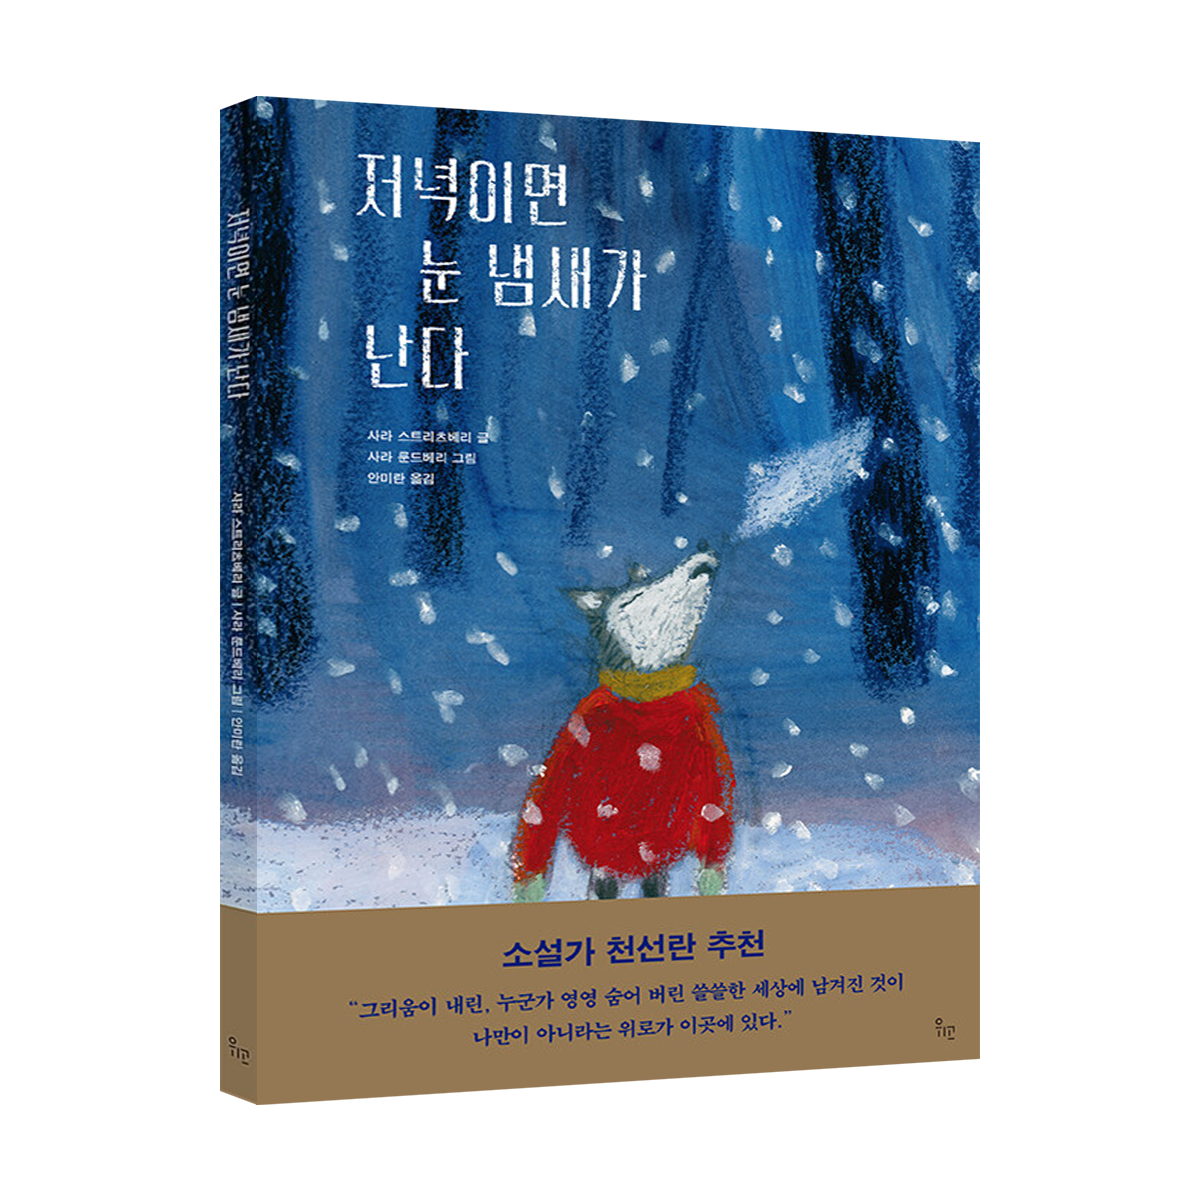 저녁이면
눈 냄새가
난다
사라 스트리츠베리 글
사라 룬드베리 그림
안미란 옮김
소설가 천선란 추천
“그리움이 내린, 누군가 영영 숨어 버린 쓸쓸한 세상에 남겨진 것이
나만이 아니라는 위로가 이곳에 있다.”
위고
저녁이면 눈 냄새가 난다
사라 스트리츠베리 글 | 사라 룬드베리 그림 | 안미란 옮김
위고